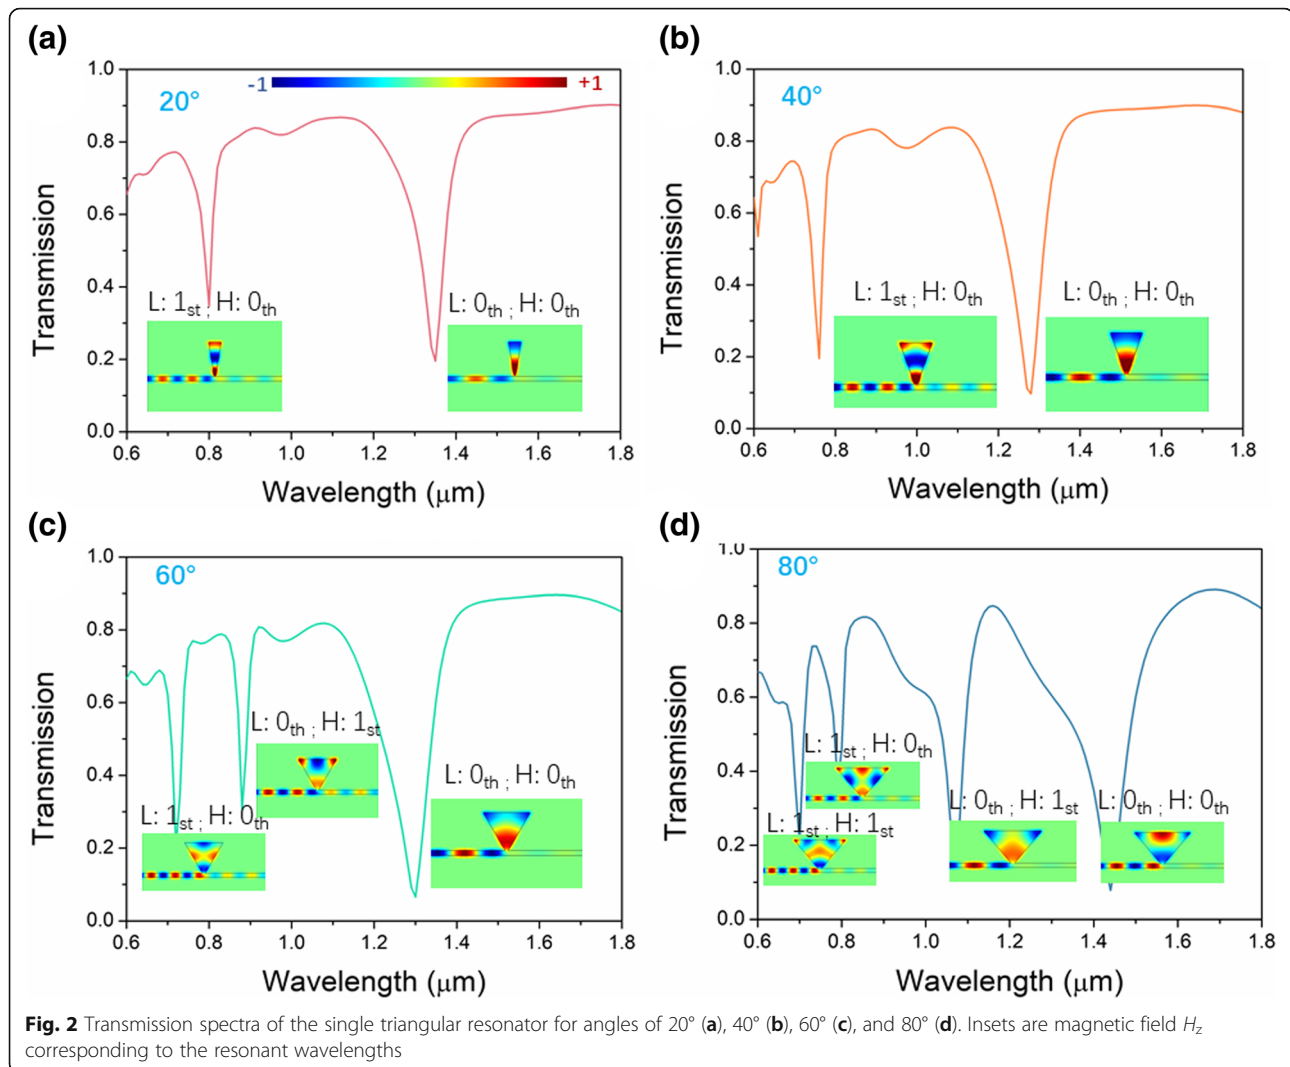 (a)
(b)
1.0
0.8
0.6
0.4
0.2
0.0
Transmission
20°
-1
+1
L: 1st ; H: 0th
L: 0th ; H: 0th
0.6 0.8 1.0 1.2 1.4 1.6 1.8
Wavelength (μm)
1.0
0.8
0.6
0.4
0.2
0.0
Transmission
40°
L: 1st ; H: 0th
L: 0th ; H: 0th
0.6 0.8 1.0 1.2 1.4 1.6 1.8
Wavelength (μm)
(c)
(d)
1.0
0.8
0.6
0.4
0.2
0.0
Transmission
60°
L: 0th ; H: 1st
L: 0th ; H: 0th
L: 1st ; H: 0th
0.6 0.8 1.0 1.2 1.4 1.6 1.8
Wavelength (μm)
1.0
0.8
0.6
0.4
0.2
0.0
Transmission
80°
L: 1st ; H: 0th
L: 0th ; H: 1st
L: 0th ; H: 0th
L: 1st ; H: 1st
0.6 0.8 1.0 1.2 1.4 1.6 1.8
Wavelength (μm)
Fig. 2 Transmission spectra of the single triangular resonator for angles of 20° (a), 40° (b), 60° (c), and 80° (d). Insets are magnetic field Hz
corresponding to the resonant wavelengths